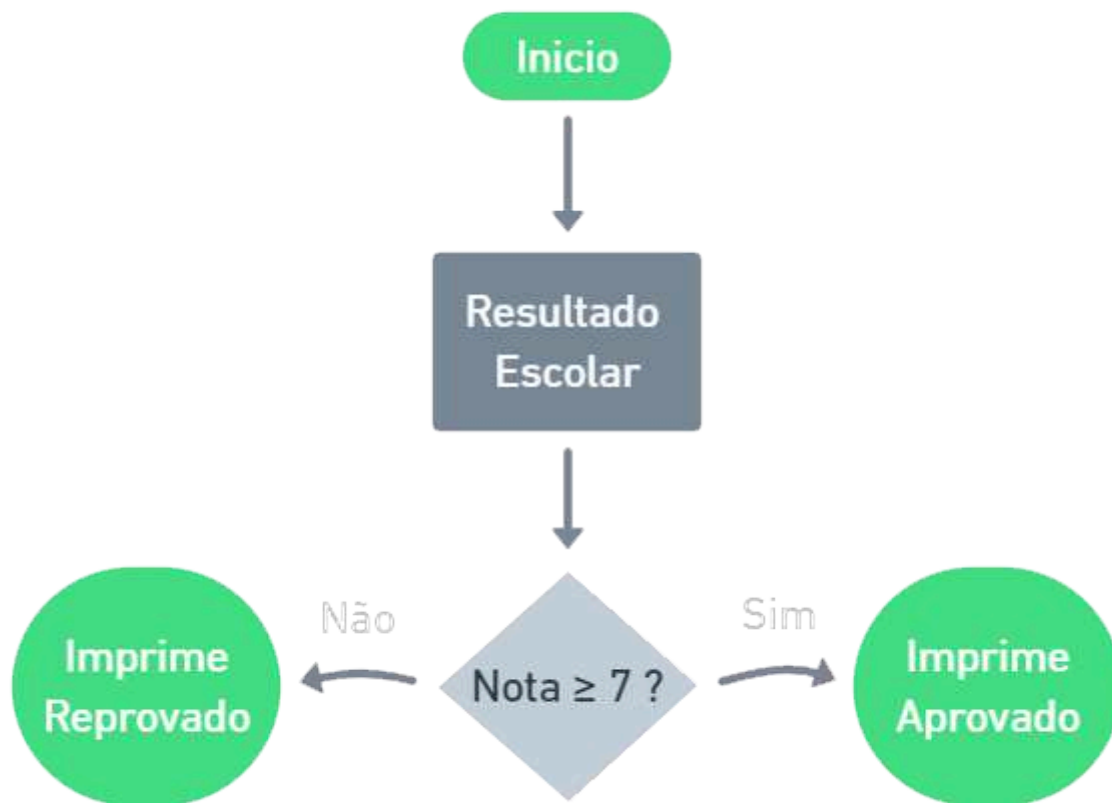 Inicio
Resultado
Escolar
Não
Sim
Nota ≥ 7 ?
Imprime
Reprovado
Imprime
Aprovado